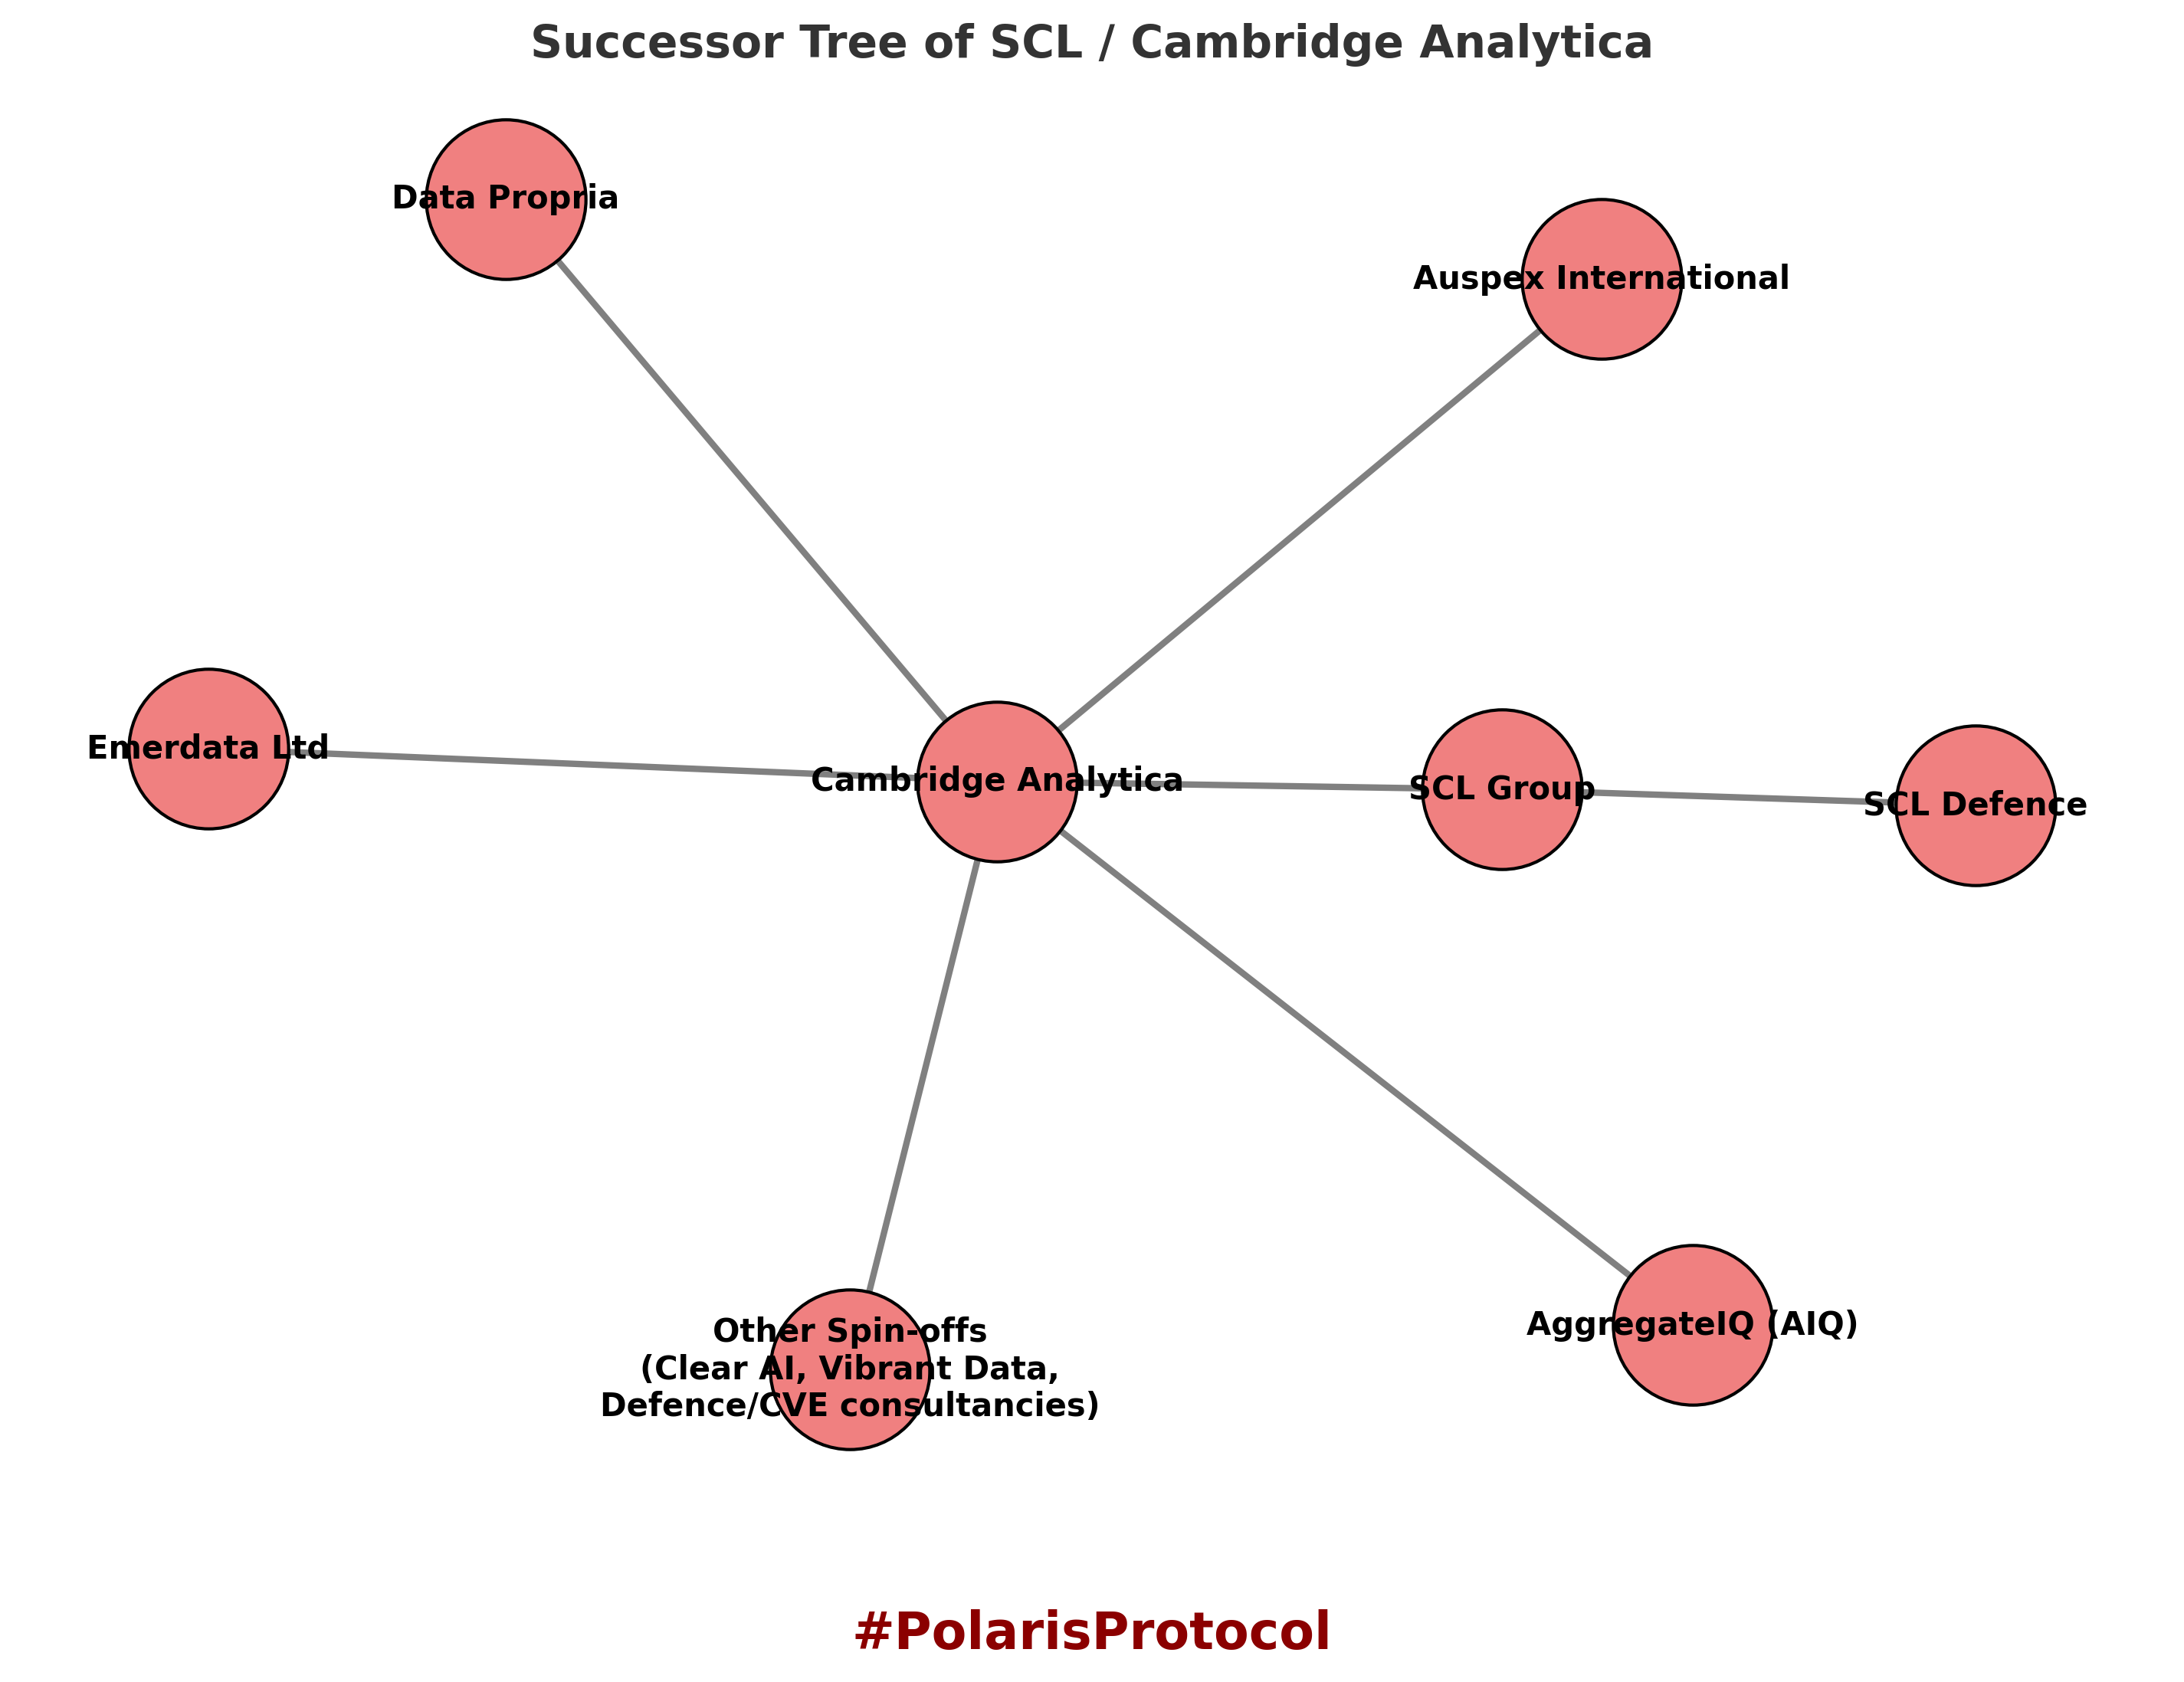 Successor Tree of SCL / Cambridge Analytica
Data Propria
Auspex International
Emerdata Ltd
Cambridge Analytica
SCL Group
SCL Defence
Other Spin-offs
(Clear AI, Vibrant Data,
Defence/CVE consultancies)
AggregateIQ (AIQ)
#PolarisProtocol